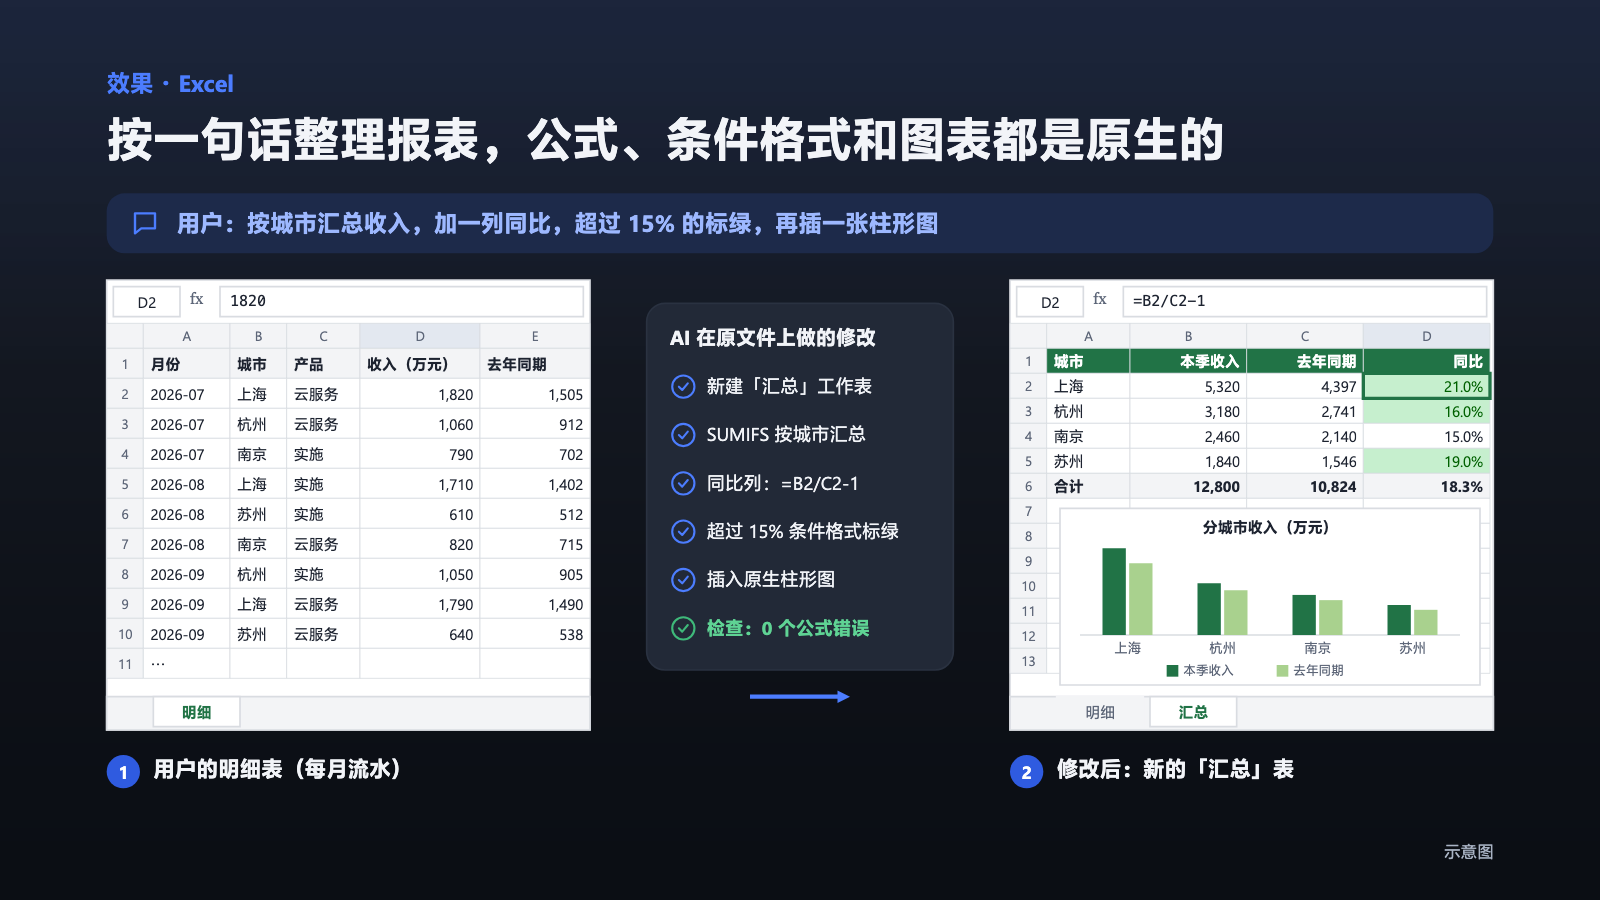 效果 · Excel
按一句话整理报表，公式、条件格式和图表都是原生的
用户：按城市汇总收入，加一列同比，超过 15% 的标绿，再插一张柱形图
D2 fx 1820
A B C D E
1 月份 城市 产品 收入（万元） 去年同期
2 2026-07 上海 云服务 1,820 1,505
3 2026-07 杭州 云服务 1,060 912
4 2026-07 南京 实施 790 702
5 2026-08 上海 实施 1,710 1,402
6 2026-08 苏州 实施 610 512
7 2026-08 南京 云服务 820 715
8 2026-09 杭州 实施 1,050 905
9 2026-09 上海 云服务 1,790 1,490
10 2026-09 苏州 云服务 640 538
11 …
明细
1 用户的明细表（每月流水）
AI 在原文件上做的修改
新建「汇总」工作表
SUMIFS 按城市汇总
同比列：=B2/C2-1
超过 15% 条件格式标绿
插入原生柱形图
检查：0 个公式错误
D2 fx =B2/C2−1
A B C D
1 城市 本季收入 去年同期 同比
2 上海 5,320 4,397 21.0%
3 杭州 3,180 2,741 16.0%
4 南京 2,460 2,140 15.0%
5 苏州 1,840 1,546 19.0%
6 合计 12,800 10,824 18.3%
7
8
9
10
11
12
13
分城市收入（万元）
上海 杭州 南京 苏州
本季收入 去年同期
明细 汇总
2 修改后：新的「汇总」表
示意图